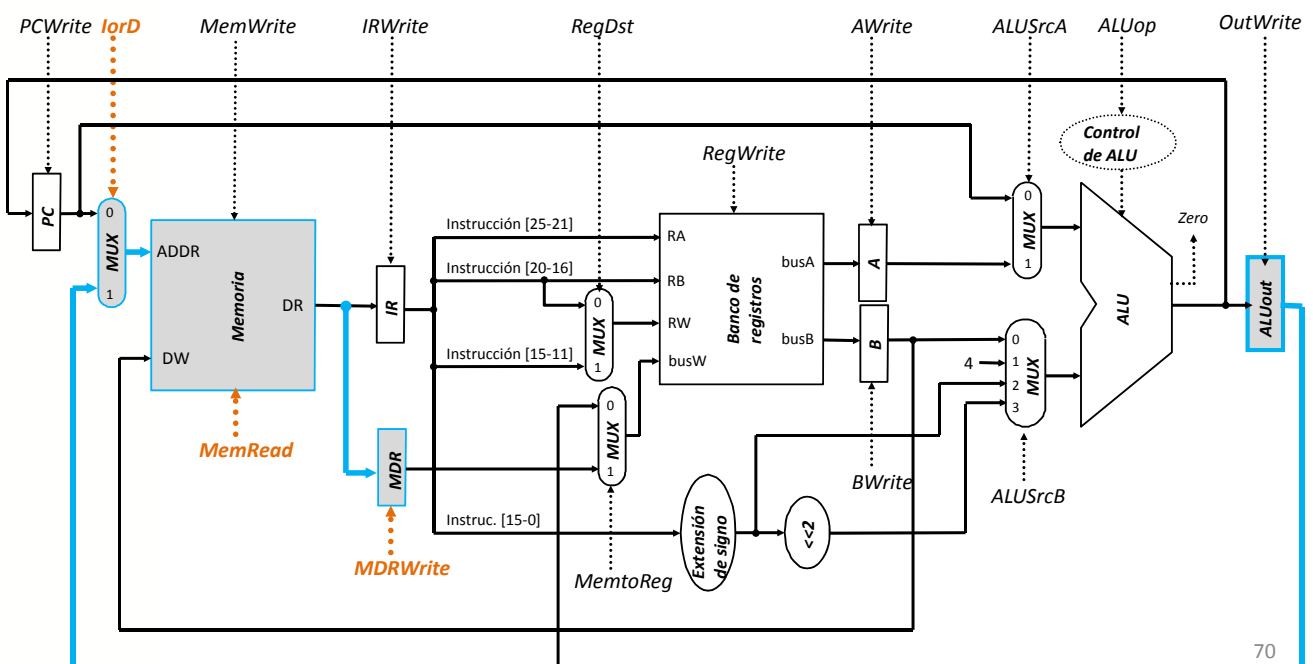 PCWrite IorD MemWrite IRWrite RegDst AWrite ALUSrcA ALUop OutWrite
Control
de ALU
RegWrite
Zero
PC
0
MUX
1
ADDR
Memoria
DR
DW
MemRead
IR
MDR
MDRWrite
Instrucción [25-21]
Instrucción [20-16]
Instrucción [15-11]
Instruc. [15-0]
0
MUX
1
0
MUX
1
MemtoReg
RA
RB
RW
busW
Banco de
registros
busA
busB
A
B
BWrite
Extensión
de signo
<<2
0
MUX
1
4
0
1
2
3
MUX
ALUSrcB
ALU
ALUout
70